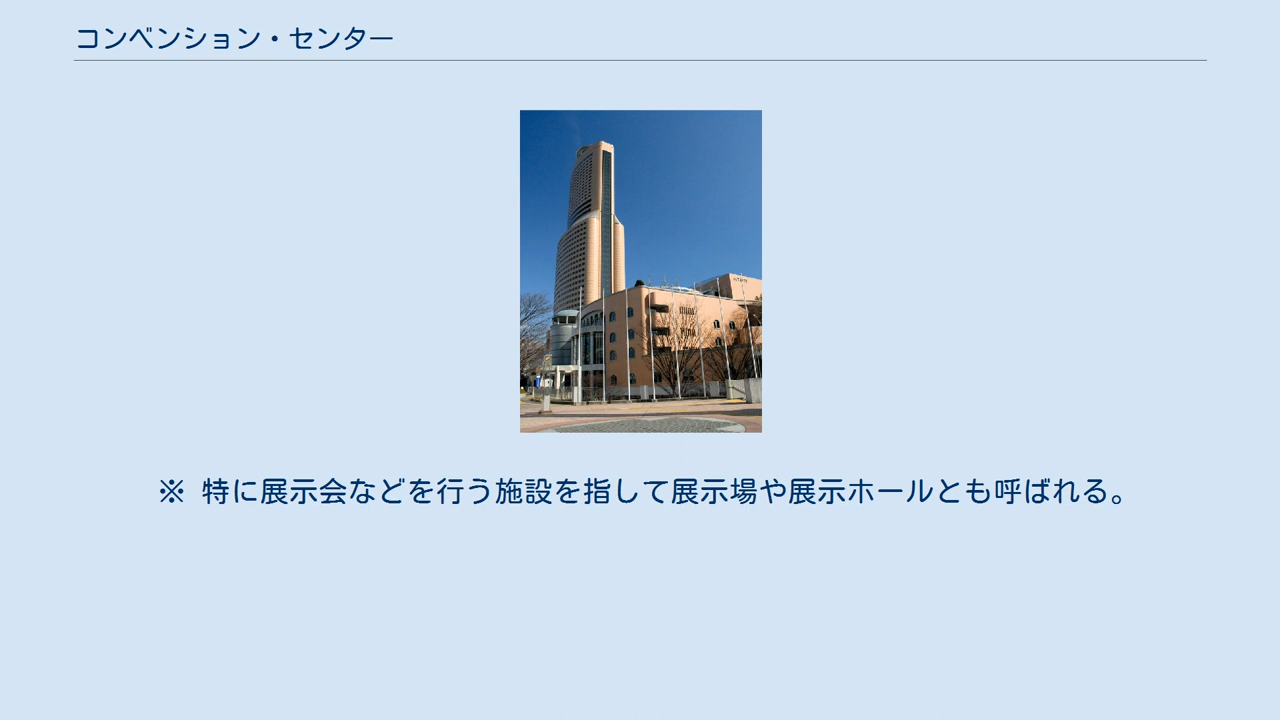 コンベンション・センター
※ 特に展示会などを行う施設を指して展示場や展示ホールとも呼ばれる。